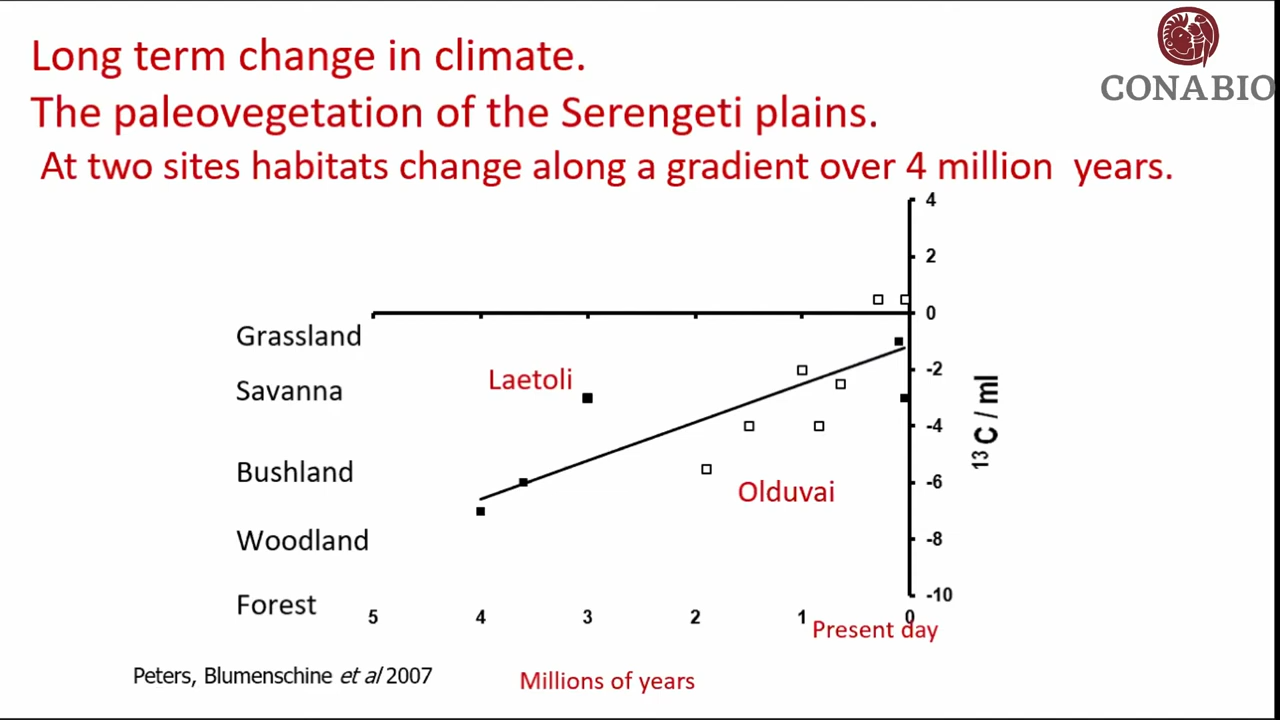 Long term change in climate.
The paleovegetation of the Serengeti plains.
At two sites habitats change along a gradient over 4 million years.
CONABIO
4
2
0
-2
-4
-6
-8
-10
13 C / ml
Grassland
Savanna
Bushland
Woodland
Forest
Laetoli
Olduvai
5 4 3 2 1 0
Present day
Millions of years
Peters, Blumenschine et al 2007